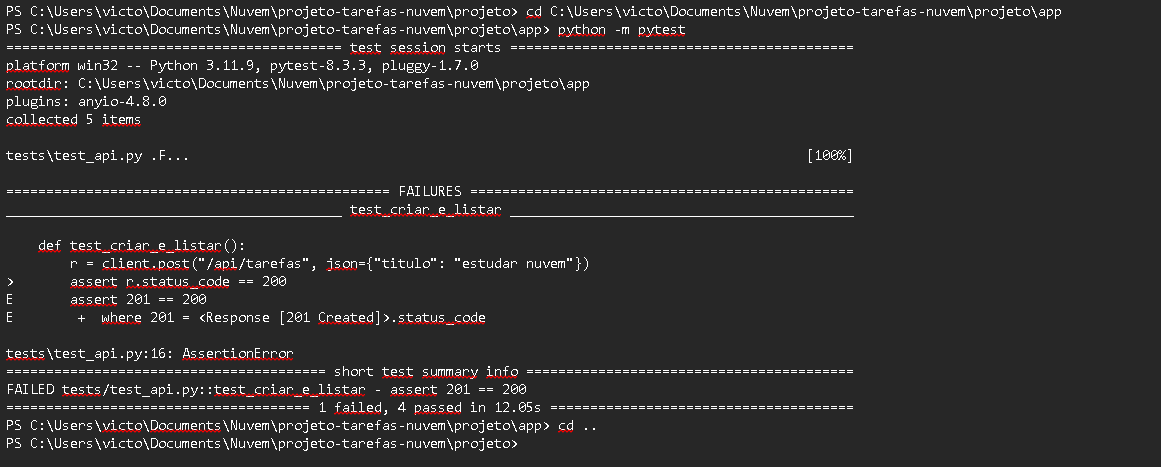 PS C:\Users\victo\Documents\Nuvem\projeto-tarefas-nuvem\projeto> cd C:\Users\victo\Documents\Nuvem\projeto-tarefas-nuvem\projeto\app
PS C:\Users\victo\Documents\Nuvem\projeto-tarefas-nuvem\projeto\app> python -m pytest
========================================== test session starts ===========================================
platform win32 -- Python 3.11.9, pytest-8.3.3, pluggy-1.7.0
rootdir: C:\Users\victo\Documents\Nuvem\projeto-tarefas-nuvem\projeto\app
plugins: anyio-4.8.0
collected 5 items
tests\test_api.py .F... [100%]
================================================ FAILURES ================================================
__________________________________________ test_criar_e_listar ___________________________________________
    def test_criar_e_listar():
        r = client.post("/api/tarefas", json={"titulo": "estudar nuvem"})
>       assert r.status_code == 200
E       assert 201 == 200
E        +  where 201 = <Response [201 Created]>.status_code
tests\test_api.py:16: AssertionError
======================================== short test summary info =========================================
FAILED tests/test_api.py::test_criar_e_listar - assert 201 == 200
====================================== 1 failed, 4 passed in 12.05s ======================================
PS C:\Users\victo\Documents\Nuvem\projeto-tarefas-nuvem\projeto\app> cd ..
PS C:\Users\victo\Documents\Nuvem\projeto-tarefas-nuvem\projeto>